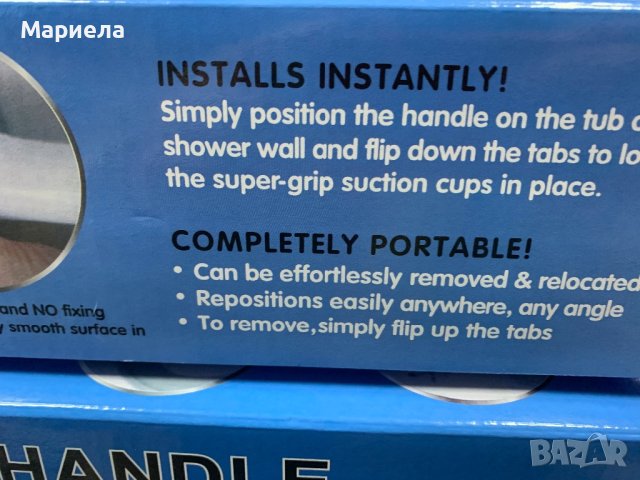 Мариела
INSTALLS INSTANTLY!
Simply position the handle on the tub
shower wall and flip down the tabs to
the super-grip suction cups in place.
COMPLETELY PORTABLE!
• Can be effortlessly removed & relocated
• Repositions easily anywhere, any angle
• To remove,simply flip up the tabs
and NO fixing
smooth surface in
HANDLE
BAZAR